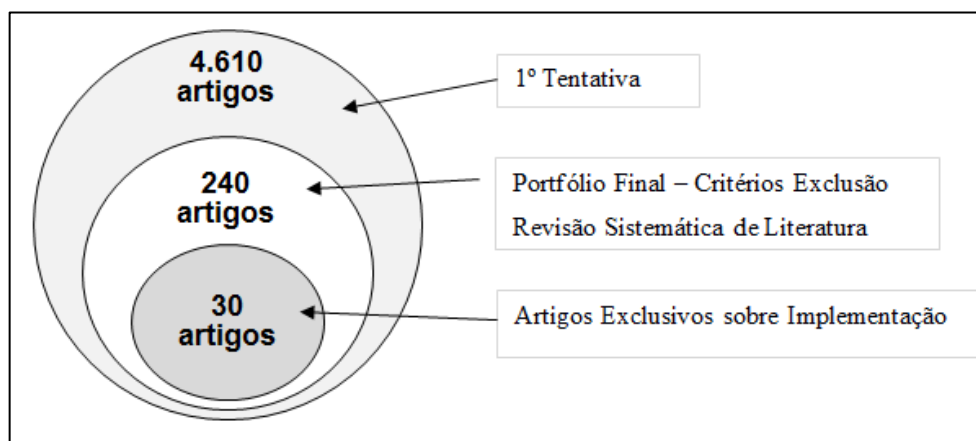 4.610
artigos
1º Tentativa
240
artigos
Portfólio Final – Critérios Exclusão
Revisão Sistemática de Literatura
30
artigos
Artigos Exclusivos sobre Implementação